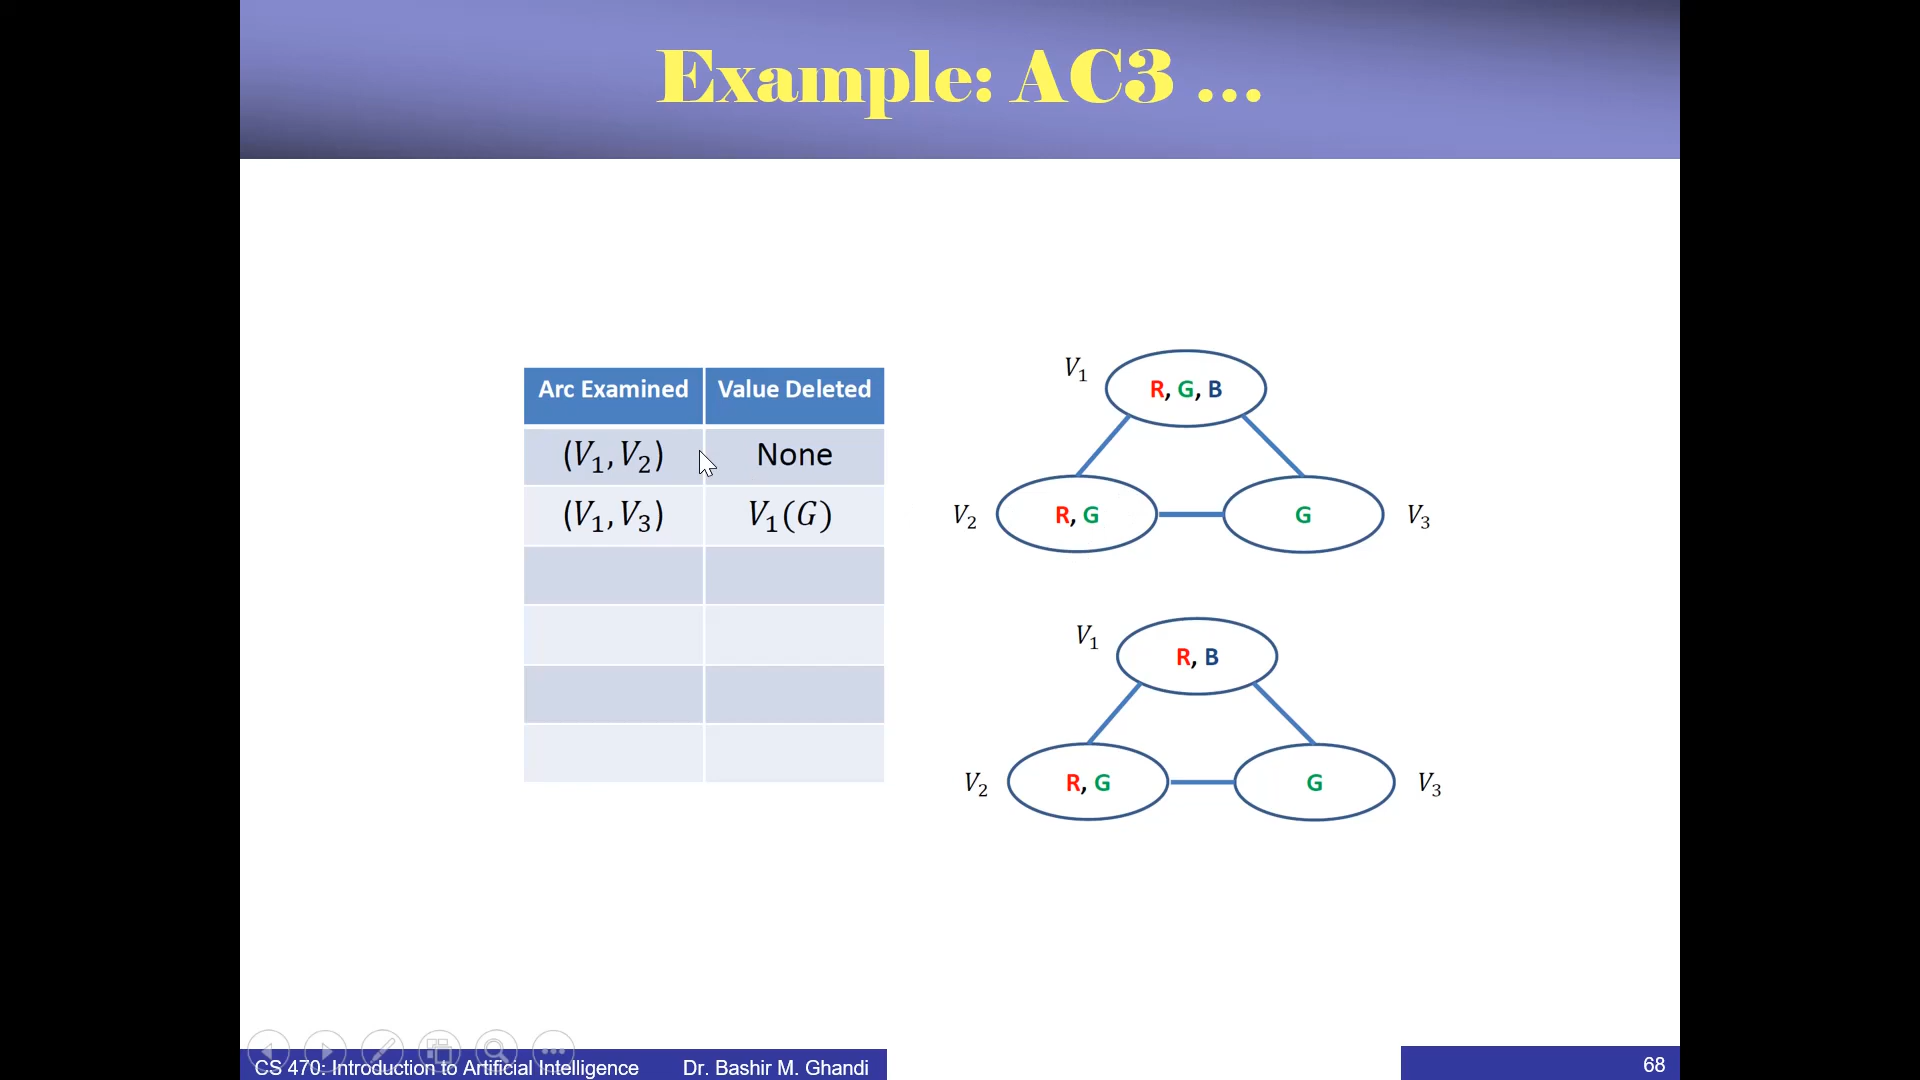 Example: AC3 ...
Arc Examined Value Deleted
(V₁, V₂) None
(V₁, V₃) V₁(G)
V₁
R, G, B
V₂
R, G
G
V₃
V₁
R, B
V₂
R, G
G
V₃
CS 470: Introduction to Artificial Intelligence Dr. Bashir M. Ghandi
68